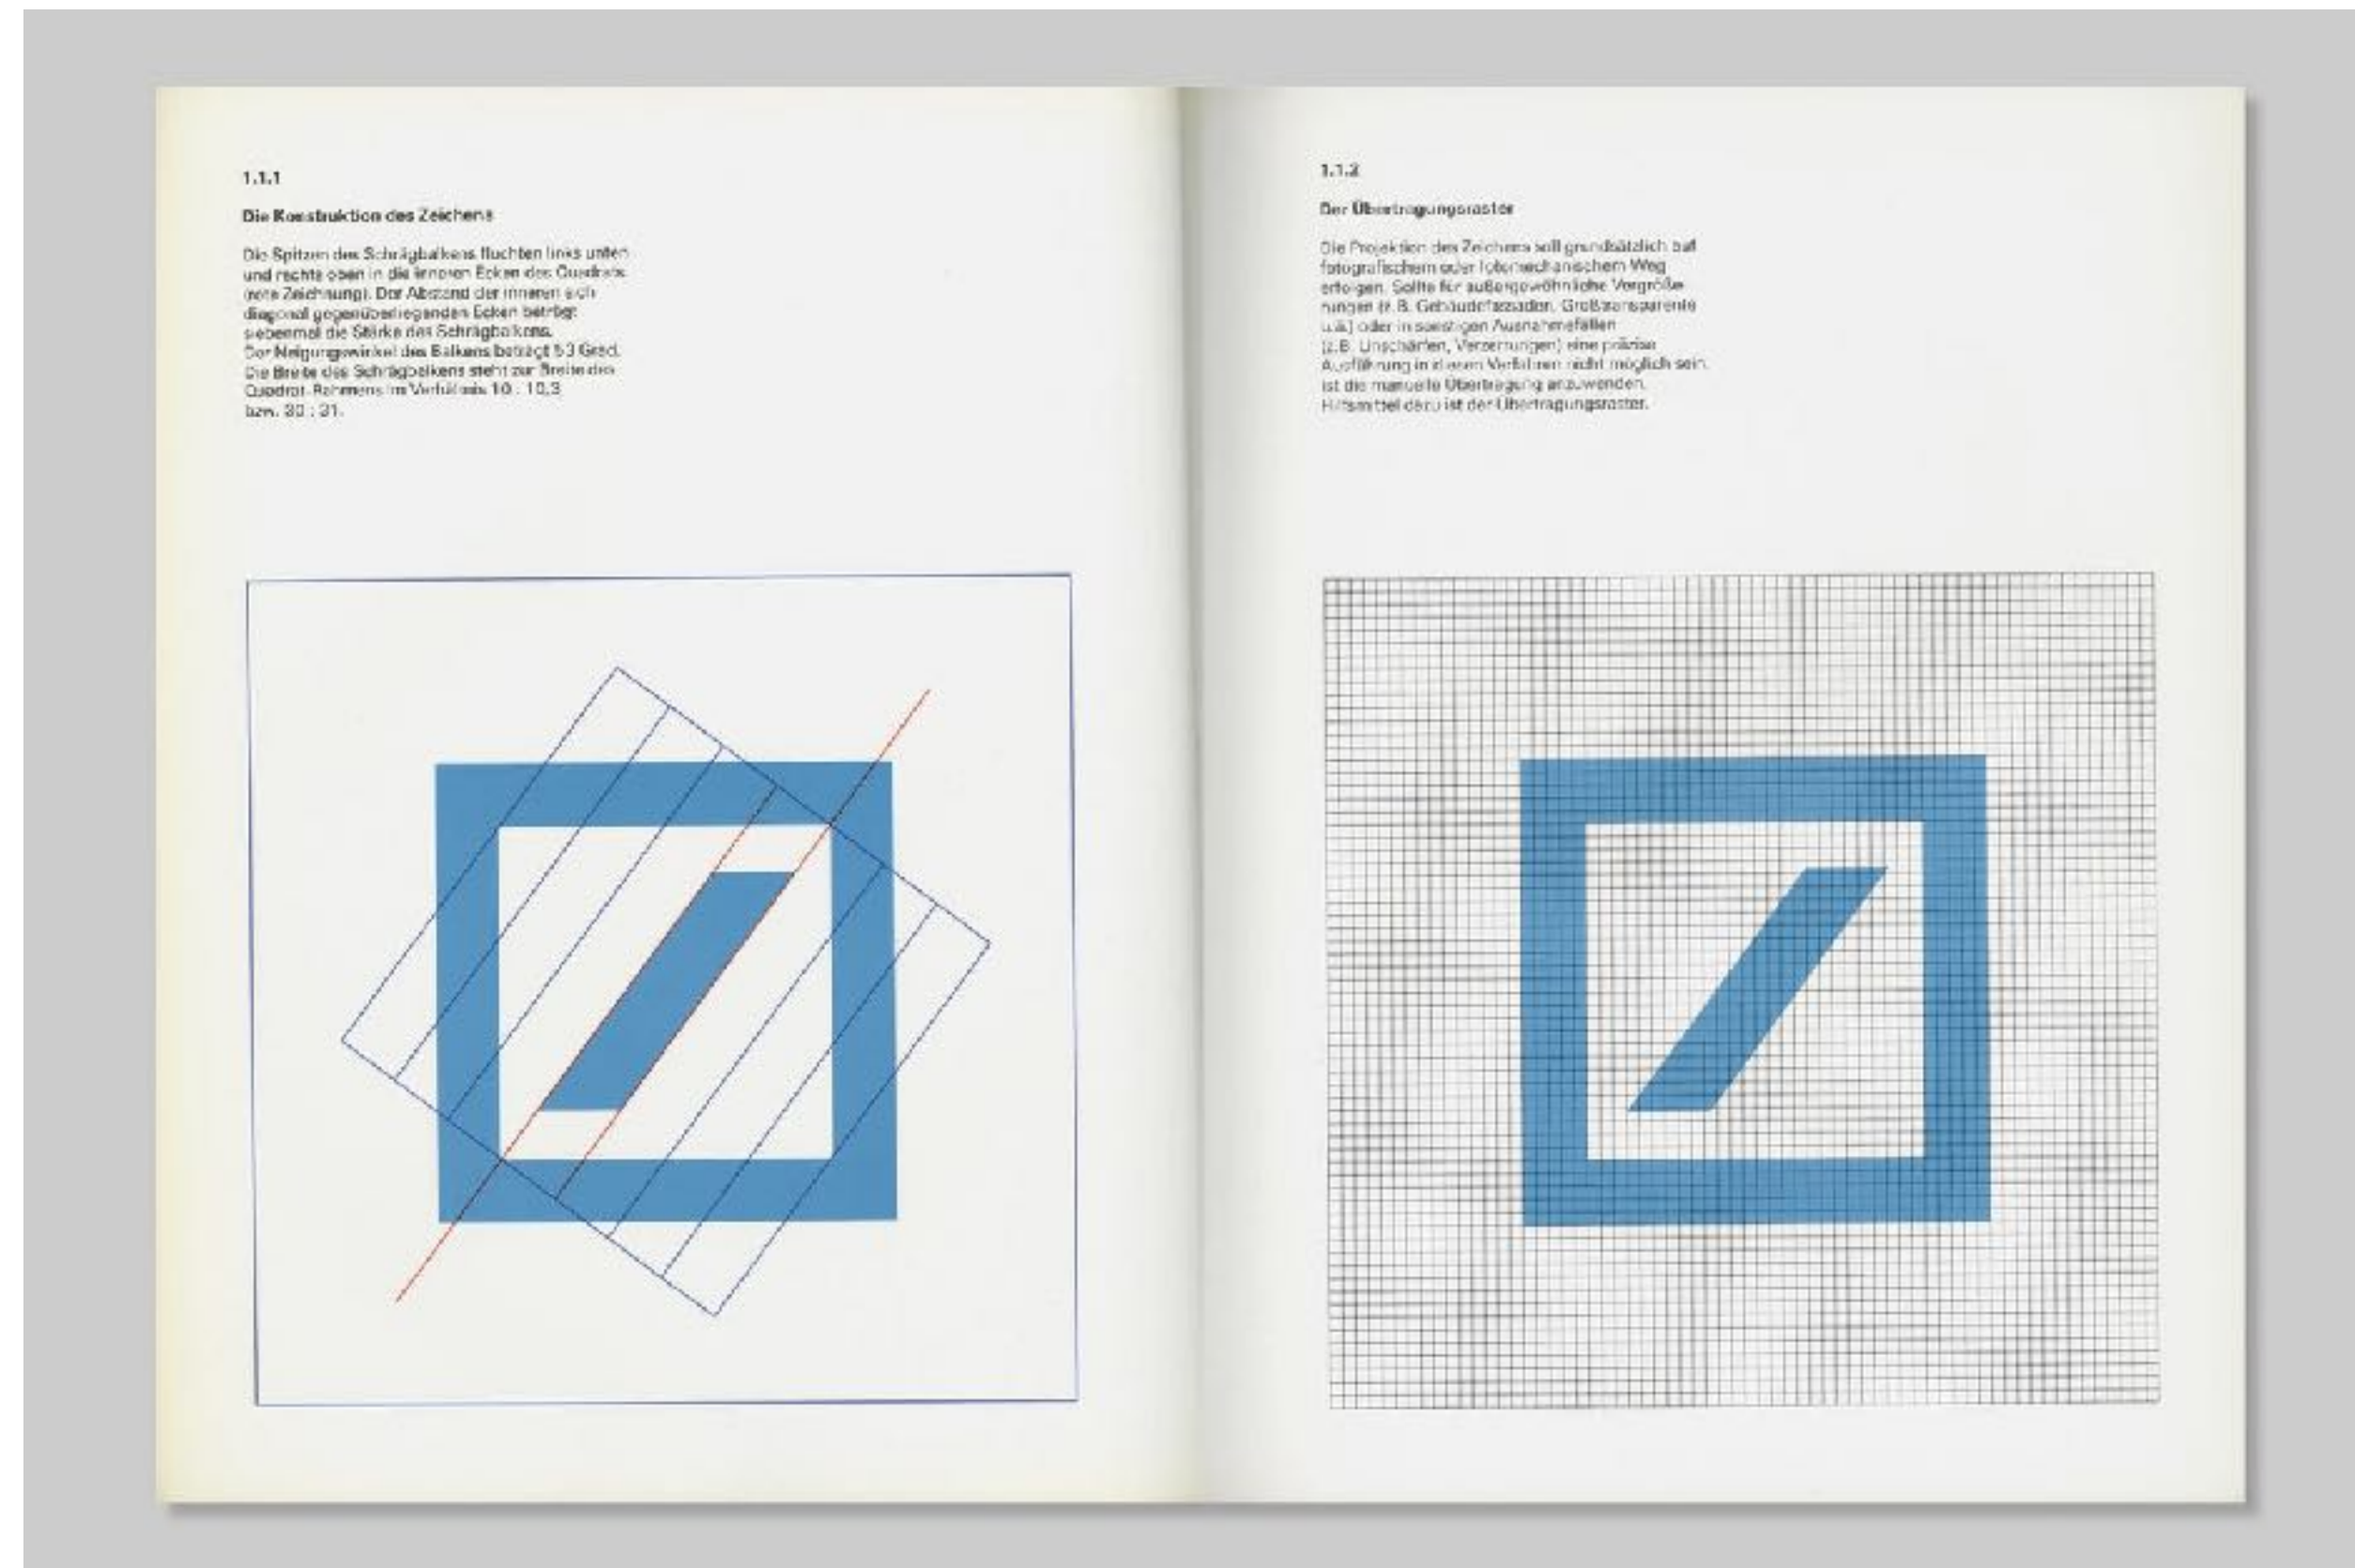 1.1.1
Die Konstruktion des Zeichens
Die Spitzen des Schrägbalkens fluchten links unten
und rechts oben in die inneren Ecken des Quadrats
(rote Zeichnung). Der Abstand der inneren sich
diagonal gegenüberliegenden Ecken beträgt
siebenmal die Stärke des Schrägbalkens.
Der Neigungswinkel des Balkens beträgt 53 Grad.
Die Breite des Schrägbalkens steht zur Breite des
Quadrat-Rahmens im Verhältnis 10 : 10,3
bzw. 30 : 31.
1.1.2
Der Übertragungsraster
Die Projektion des Zeichens soll grundsätzlich auf
fotografischem oder fotomechanischem Weg
erfolgen. Sollte für außergewöhnliche Vergröße-
rungen (z.B. Gebäudefassaden, Großtransparente
u.ä.) oder in sonstigen Ausnahmefällen
(z.B. Unschärfen, Verzerrungen) eine präzise
Ausführung in diesen Verfahren nicht möglich sein,
ist die manuelle Übertragung anzuwenden.
Hilfsmittel dazu ist der Übertragungsraster.